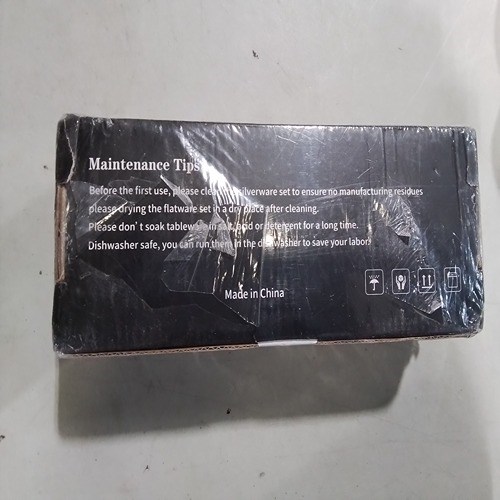 Maintenance Tips
Before the first use, please clean silverware set to ensure no manufacturing residues
please drying the flatware set in a dry place after cleaning.
Please don't soak tableware in salt, acid or detergent for a long time.
Dishwasher safe, you can run them in the dishwasher to save your labor.
Made in China